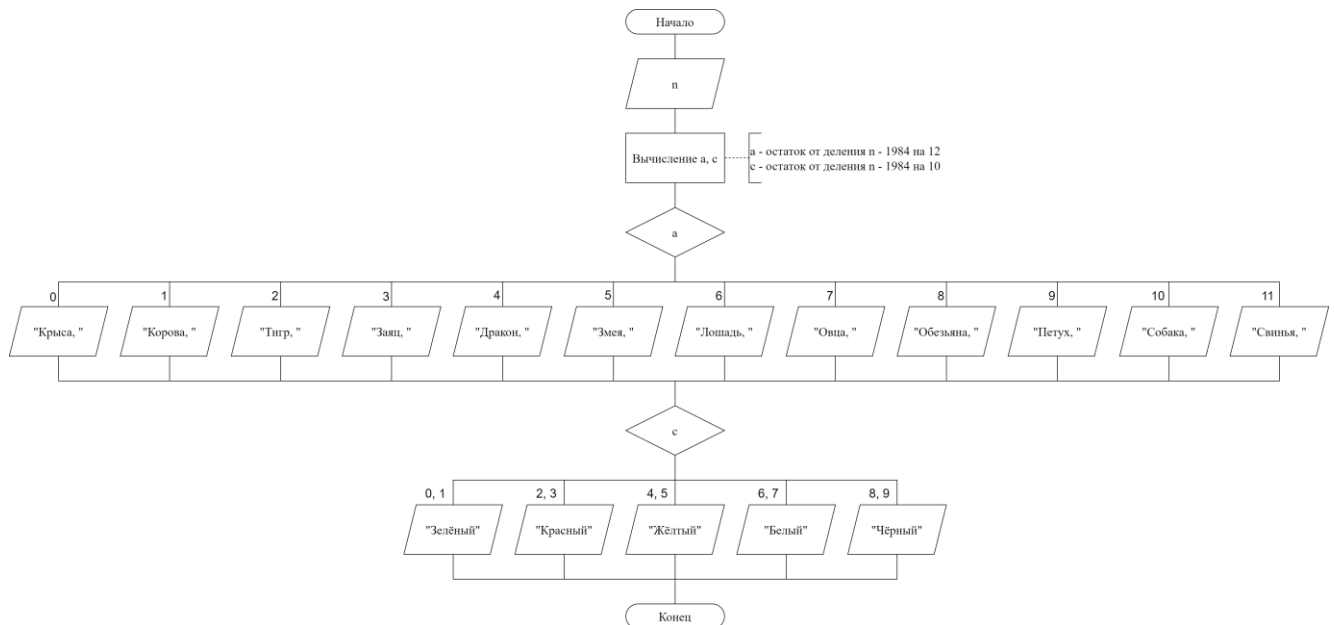 Начало
n
Вычисление a, c
a - остаток от деления n - 1984 на 12
c - остаток от деления n - 1984 на 10
a
0 1 2 3 4 5 6 7 8 9 10 11
"Крыса, " "Корова, " "Тигр, " "Заяц, " "Дракон, " "Змея, " "Лошадь, " "Овца, " "Обезьяна, " "Петух, " "Собака, " "Свинья, "
c
0, 1 2, 3 4, 5 6, 7 8, 9
"Зелёный" "Красный" "Жёлтый" "Белый" "Чёрный"
Конец